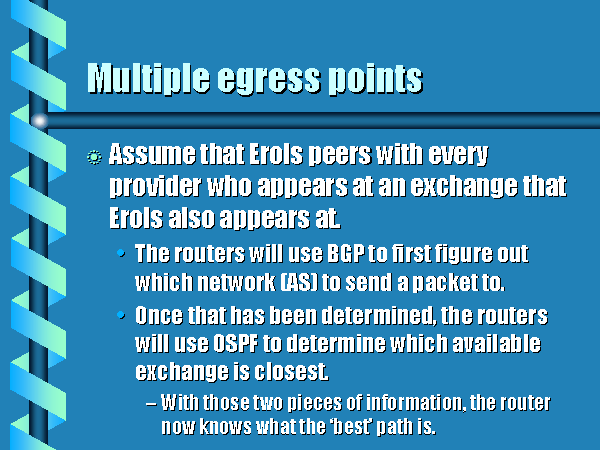 Multiple egress points
Assume that Erols peers with every
provider who appears at an exchange that
Erols also appears at.
• The routers will use BGP to first figure out
which network (AS) to send a packet to.
• Once that has been determined, the routers
will use OSPF to determine which available
exchange is closest.
– With those two pieces of information, the router
now knows what the 'best' path is.